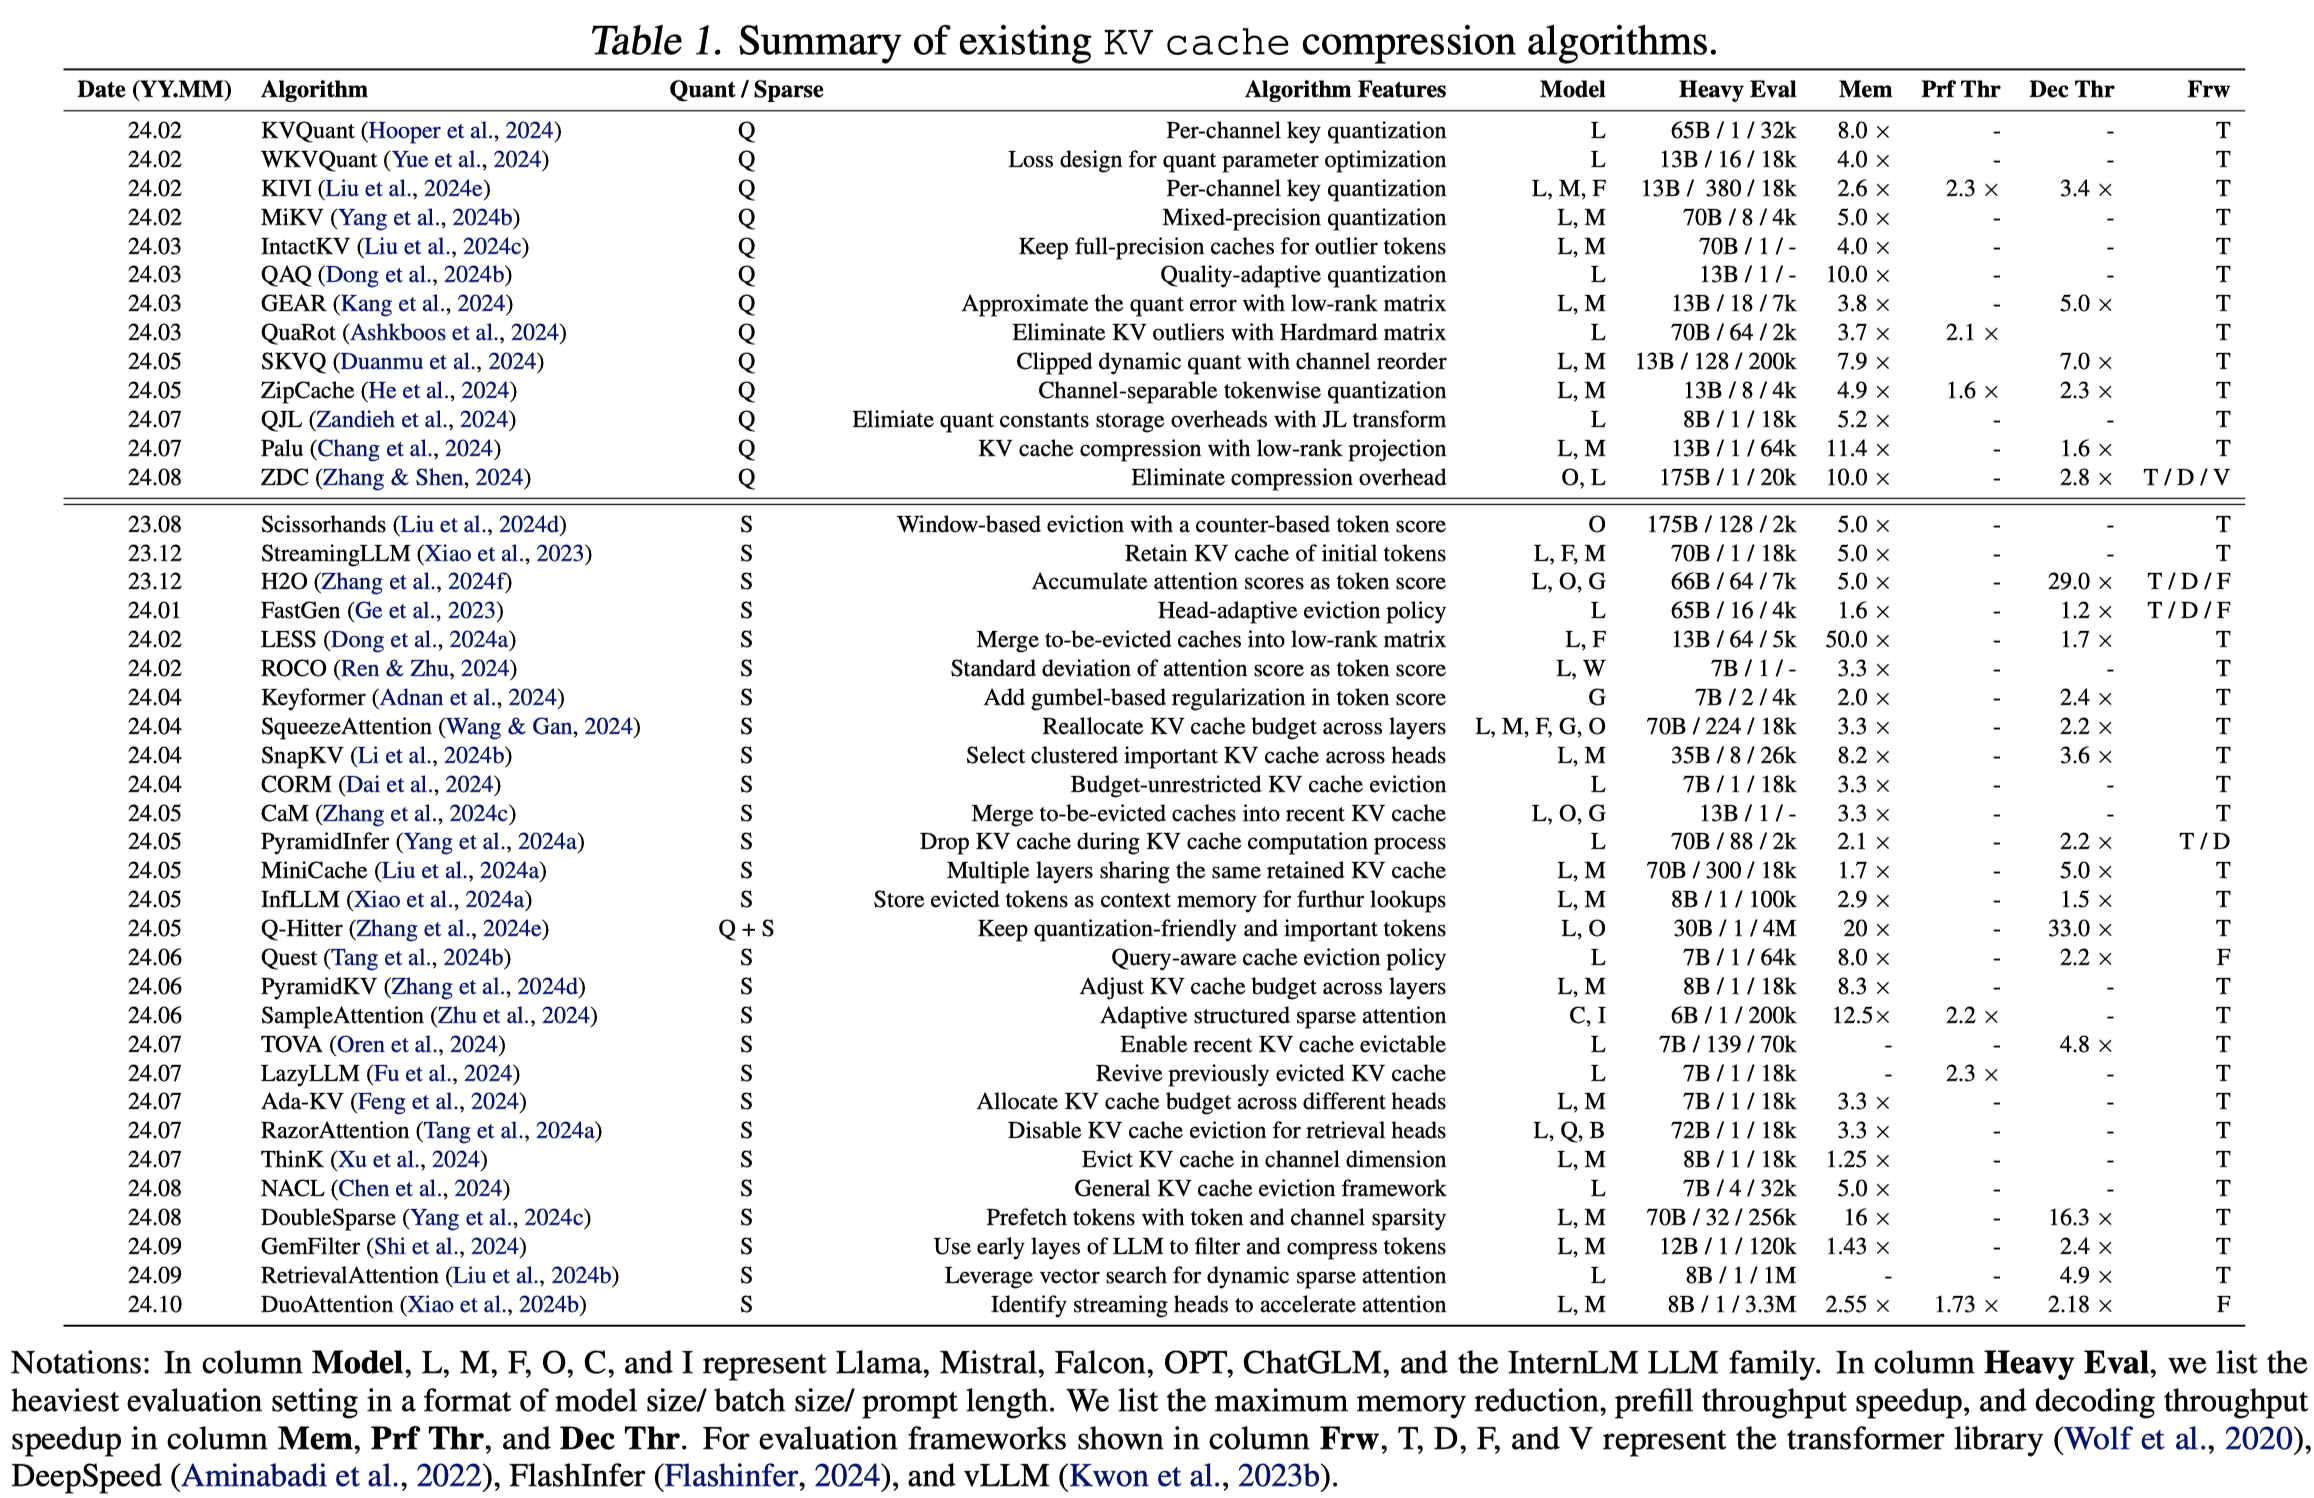 Table 1. Summary of existing KV cache compression algorithms.
Date (YY.MM) Algorithm Quant / Sparse Algorithm Features Model Heavy Eval Mem Prf Thr Dec Thr Frw
24.02 KVQuant (Hooper et al., 2024) Q Per-channel key quantization L 65B / 1 / 32k 8.0 × - - T
24.02 WKVQuant (Yue et al., 2024) Q Loss design for quant parameter optimization L 13B / 16 / 18k 4.0 × - - T
24.02 KIVI (Liu et al., 2024e) Q Per-channel key quantization L, M, F 13B / 380 / 18k 2.6 × 2.3 × 3.4 × T
24.02 MiKV (Yang et al., 2024b) Q Mixed-precision quantization L, M 70B / 8 / 4k 5.0 × - - T
24.03 IntactKV (Liu et al., 2024c) Q Keep full-precision caches for outlier tokens L, M 70B / 1 / - 4.0 × - - T
24.03 QAQ (Dong et al., 2024b) Q Quality-adaptive quantization L 13B / 1 / - 10.0 × - - T
24.03 GEAR (Kang et al., 2024) Q Approximate the quant error with low-rank matrix L, M 13B / 18 / 7k 3.8 × - 5.0 × T
24.03 QuaRot (Ashkboos et al., 2024) Q Eliminate KV outliers with Hardmard matrix L 70B / 64 / 2k 3.7 × 2.1 × T
24.05 SKVQ (Duanmu et al., 2024) Q Clipped dynamic quant with channel reorder L, M 13B / 128 / 200k 7.9 × 7.0 × T
24.05 ZipCache (He et al., 2024) Q Channel-separable tokenwise quantization L, M 13B / 8 / 4k 4.9 × 1.6 × 2.3 × T
24.07 QJL (Zandieh et al., 2024) Q Elimiate quant constants storage overheads with JL transform L 8B / 1 / 18k 5.2 × - - T
24.07 Palu (Chang et al., 2024) Q KV cache compression with low-rank projection L, M 13B / 1 / 64k 11.4 × - 1.6 × T
24.08 ZDC (Zhang & Shen, 2024) Q Eliminate compression overhead O, L 175B / 1 / 20k 10.0 × - 2.8 × T / D / V
23.08 Scissorhands (Liu et al., 2024d) S Window-based eviction with a counter-based token score O 175B / 128 / 2k 5.0 × - - T
23.12 StreamingLLM (Xiao et al., 2023) S Retain KV cache of initial tokens L, F, M 70B / 1 / 18k 5.0 × - - T
23.12 H2O (Zhang et al., 2024f) S Accumulate attention scores as token score L, O, G 66B / 64 / 7k 5.0 × - 29.0 × T / D / F
24.01 FastGen (Ge et al., 2023) S Head-adaptive eviction policy L 65B / 16 / 4k 1.6 × - 1.2 × T / D / F
24.02 LESS (Dong et al., 2024a) S Merge to-be-evicted caches into low-rank matrix L, F 13B / 64 / 5k 50.0 × - 1.7 × T
24.02 ROCO (Ren & Zhu, 2024) S Standard deviation of attention score as token score L, W 7B / 1 / - 3.3 × - - T
24.04 Keyformer (Adnan et al., 2024) S Add gumbel-based regularization in token score G 7B / 2 / 4k 2.0 × - 2.4 × T
24.04 SqueezeAttention (Wang & Gan, 2024) S Reallocate KV cache budget across layers L, M, F, G, O 70B / 224 / 18k 3.3 × - 2.2 × T
24.04 SnapKV (Li et al., 2024b) S Select clustered important KV cache across heads L, M 35B / 8 / 26k 8.2 × - 3.6 × T
24.04 CORM (Dai et al., 2024) S Budget-unrestricted KV cache eviction L 7B / 1 / 18k 3.3 × - - T
24.05 CaM (Zhang et al., 2024c) S Merge to-be-evicted caches into recent KV cache L, O, G 13B / 1 / - 3.3 × - - T
24.05 PyramidInfer (Yang et al., 2024a) S Drop KV cache during KV cache computation process L 70B / 88 / 2k 2.1 × - 2.2 × T / D
24.05 MiniCache (Liu et al., 2024a) S Multiple layers sharing the same retained KV cache L, M 70B / 300 / 18k 1.7 × - 5.0 × T
24.05 InfLLM (Xiao et al., 2024a) S Store evicted tokens as context memory for furthur lookups L, M 8B / 1 / 100k 2.9 × - 1.5 × T
24.05 Q-Hitter (Zhang et al., 2024e) Q + S Keep quantization-friendly and important tokens L, O 30B / 1 / 4M 20 × - 33.0 × T
24.06 Quest (Tang et al., 2024b) S Query-aware cache eviction policy L 7B / 1 / 64k 8.0 × - 2.2 × F
24.06 PyramidKV (Zhang et al., 2024d) S Adjust KV cache budget across layers L, M 8B / 1 / 18k 8.3 × - - T
24.06 SampleAttention (Zhu et al., 2024) S Adaptive structured sparse attention C, I 6B / 1 / 200k 12.5× 2.2 × - T
24.07 TOVA (Oren et al., 2024) S Enable recent KV cache evictable L 7B / 139 / 70k - - 4.8 × T
24.07 LazyLLM (Fu et al., 2024) S Revive previously evicted KV cache L 7B / 1 / 18k - 2.3 × - T
24.07 Ada-KV (Feng et al., 2024) S Allocate KV cache budget across different heads L, M 7B / 1 / 18k 3.3 × - - T
24.07 RazorAttention (Tang et al., 2024a) S Disable KV cache eviction for retrieval heads L, Q, B 72B / 1 / 18k 3.3 × - - T
24.07 ThinK (Xu et al., 2024) S Evict KV cache in channel dimension L, M 8B / 1 / 18k 1.25 × - - T
24.08 NACL (Chen et al., 2024) S General KV cache eviction framework L 7B / 4 / 32k 5.0 × - - T
24.08 DoubleSparse (Yang et al., 2024c) S Prefetch tokens with token and channel sparsity L, M 70B / 32 / 256k 16 × - 16.3 × T
24.09 GemFilter (Shi et al., 2024) S Use early layes of LLM to filter and compress tokens L, M 12B / 1 / 120k 1.43 × - 2.4 × T
24.09 RetrievalAttention (Liu et al., 2024b) S Leverage vector search for dynamic sparse attention L 8B / 1 / 1M - - 4.9 × T
24.10 DuoAttention (Xiao et al., 2024b) S Identify streaming heads to accelerate attention L, M 8B / 1 / 3.3M 2.55 × 1.73 × 2.18 × F
Notations: In column Model, L, M, F, O, C, and I represent Llama, Mistral, Falcon, OPT, ChatGLM, and the InternLM LLM family. In column Heavy Eval, we list the
heaviest evaluation setting in a format of model size/ batch size/ prompt length. We list the maximum memory reduction, prefill throughput speedup, and decoding throughput
speedup in column Mem, Prf Thr, and Dec Thr. For evaluation frameworks shown in column Frw, T, D, F, and V represent the transformer library (Wolf et al., 2020),
DeepSpeed (Aminabadi et al., 2022), FlashInfer (Flashinfer, 2024), and vLLM (Kwon et al., 2023b).